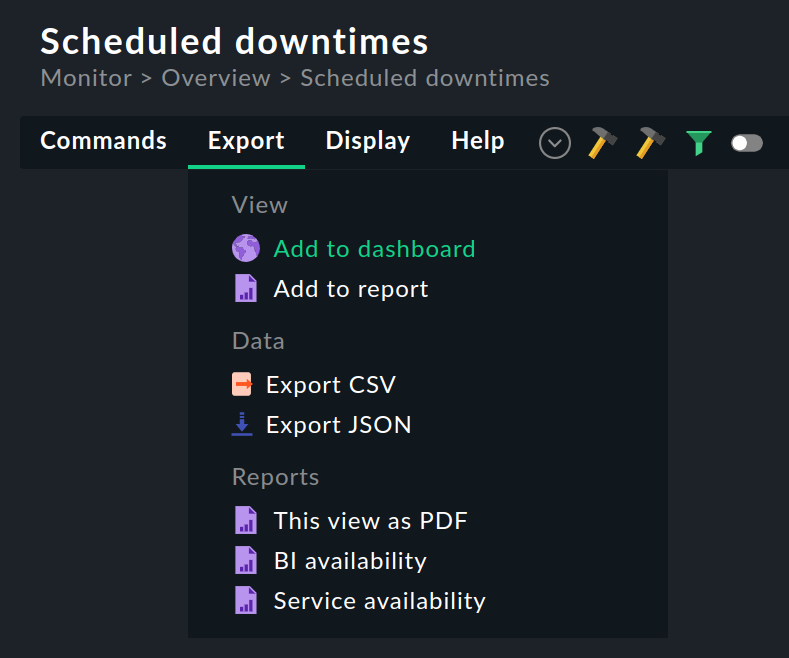 Scheduled downtimes
Monitor > Overview > Scheduled downtimes
Commands Export Display Help
View
Add to dashboard
Add to report
Data
Export CSV
Export JSON
Reports
This view as PDF
BI availability
Service availability